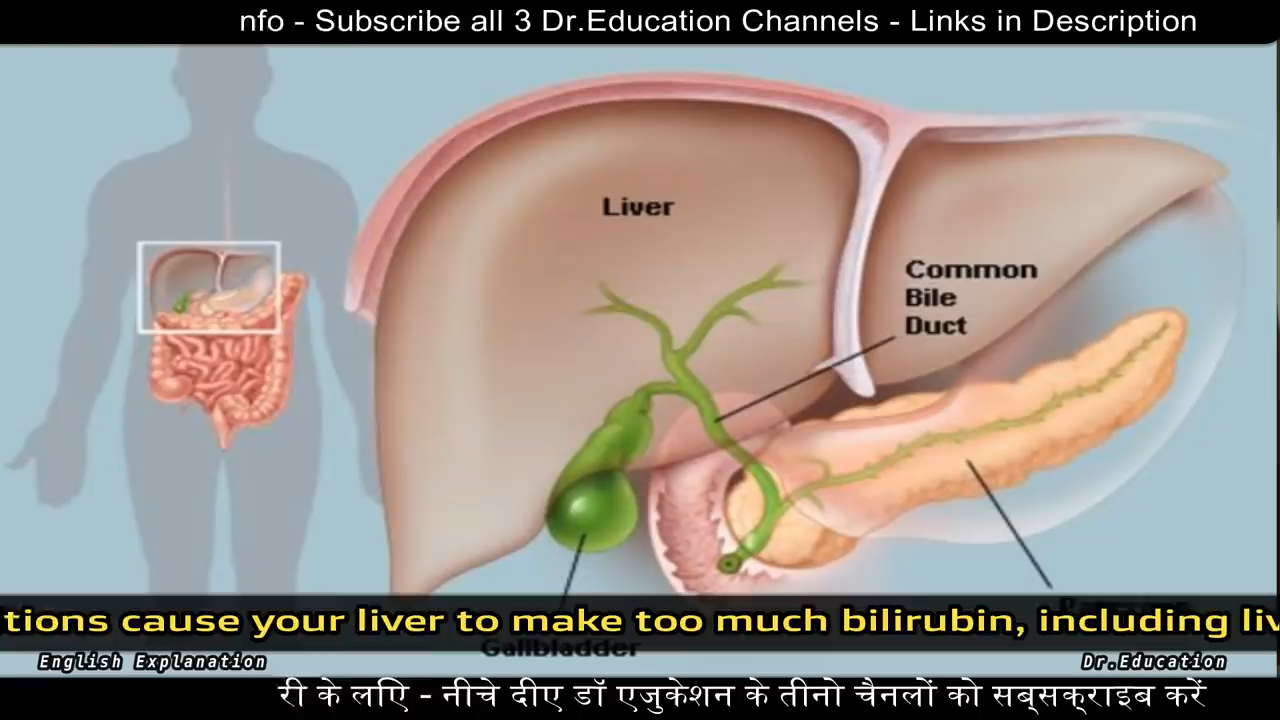 nfo - Subscribe all 3 Dr.Education Channels - Links in Description
Liver
Common
Bile
Duct
tions cause your liver to make too much bilirubin, including liv
Gallbladder
English Explanation
Dr.Education
री के लिए - नीचे दीए डॉ एजुकेशन के तीनो चैनलों को सब्सक्राइब करें